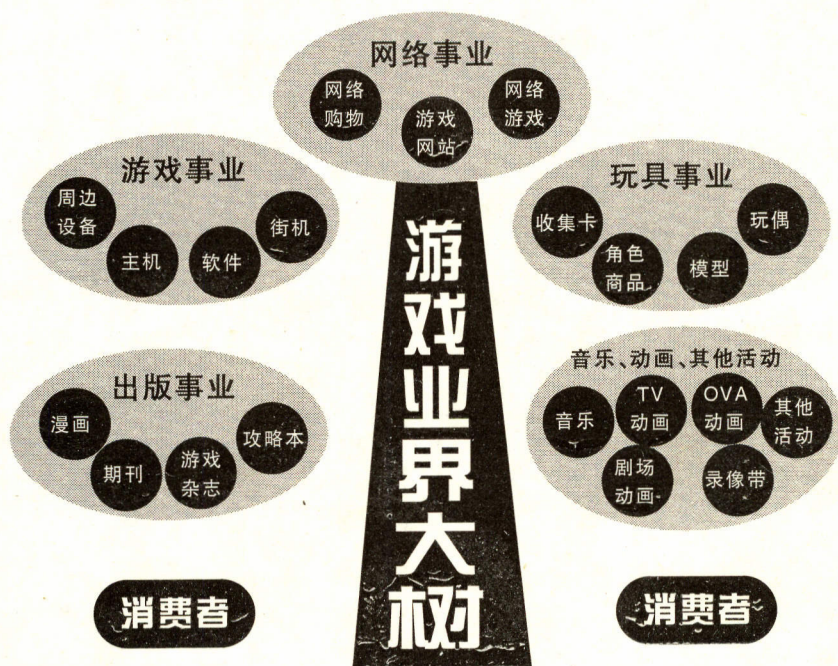 网络事业
网络
购物
游戏
网站
网络
游戏
游戏事业
周边
设备
主机
软件
街机
玩具事业
收集卡
角色
商品
模型
玩偶
游戏业界大树
出版事业
漫画
期刊
游戏
杂志
攻略本
音乐、动画、其他活动
音乐
TV
动画
OVA
动画
其他
活动
剧场
动画
录像带
消费者
消费者